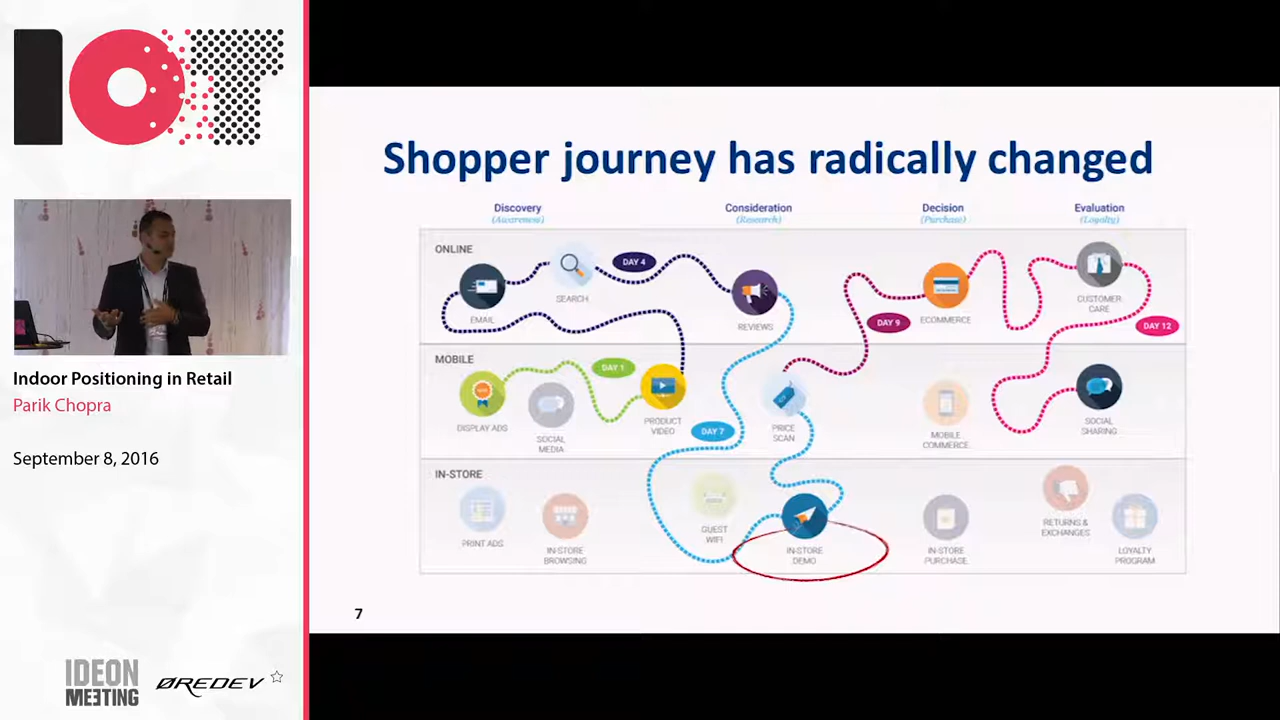 IOT
Indoor Positioning in Retail
Parik Chopra
September 8, 2016
IDEON
MEETING
ØREDEV
Shopper journey has radically changed
Discovery
(Awareness)
Consideration
(Research)
Decision
(Purchase)
Evaluation
(Loyalty)
ONLINE
EMAIL
SEARCH
DAY 4
REVIEWS
DAY 9
ECOMMERCE
CUSTOMER
CARE
DAY 12
MOBILE
DISPLAY ADS
SOCIAL
MEDIA
DAY 1
PRODUCT
VIDEO
DAY 7
PRICE
SCAN
MOBILE
COMMERCE
SOCIAL
SHARING
IN-STORE
PRINT ADS
IN-STORE
BROWSING
GUEST
WIFI
IN-STORE
DEMO
IN-STORE
PURCHASE
RETURNS &
EXCHANGES
LOYALTY
PROGRAM
7